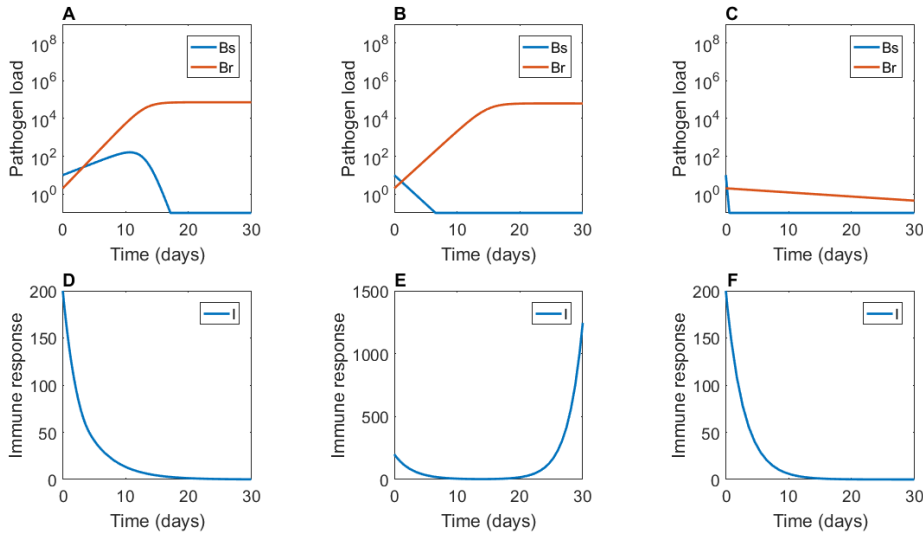 A
Pathogen load
10^8
10^6
10^4
10^2
10^0
Bs
Br
0 10 20 30
Time (days)
B
Pathogen load
10^8
10^6
10^4
10^2
10^0
Bs
Br
0 10 20 30
Time (days)
C
Pathogen load
10^8
10^6
10^4
10^2
10^0
Bs
Br
0 10 20 30
Time (days)
D
Immune response
200
150
100
50
0
I
0 10 20 30
Time (days)
E
Immune response
1500
1000
500
0
I
0 10 20 30
Time (days)
F
Immune response
200
150
100
50
0
I
0 10 20 30
Time (days)